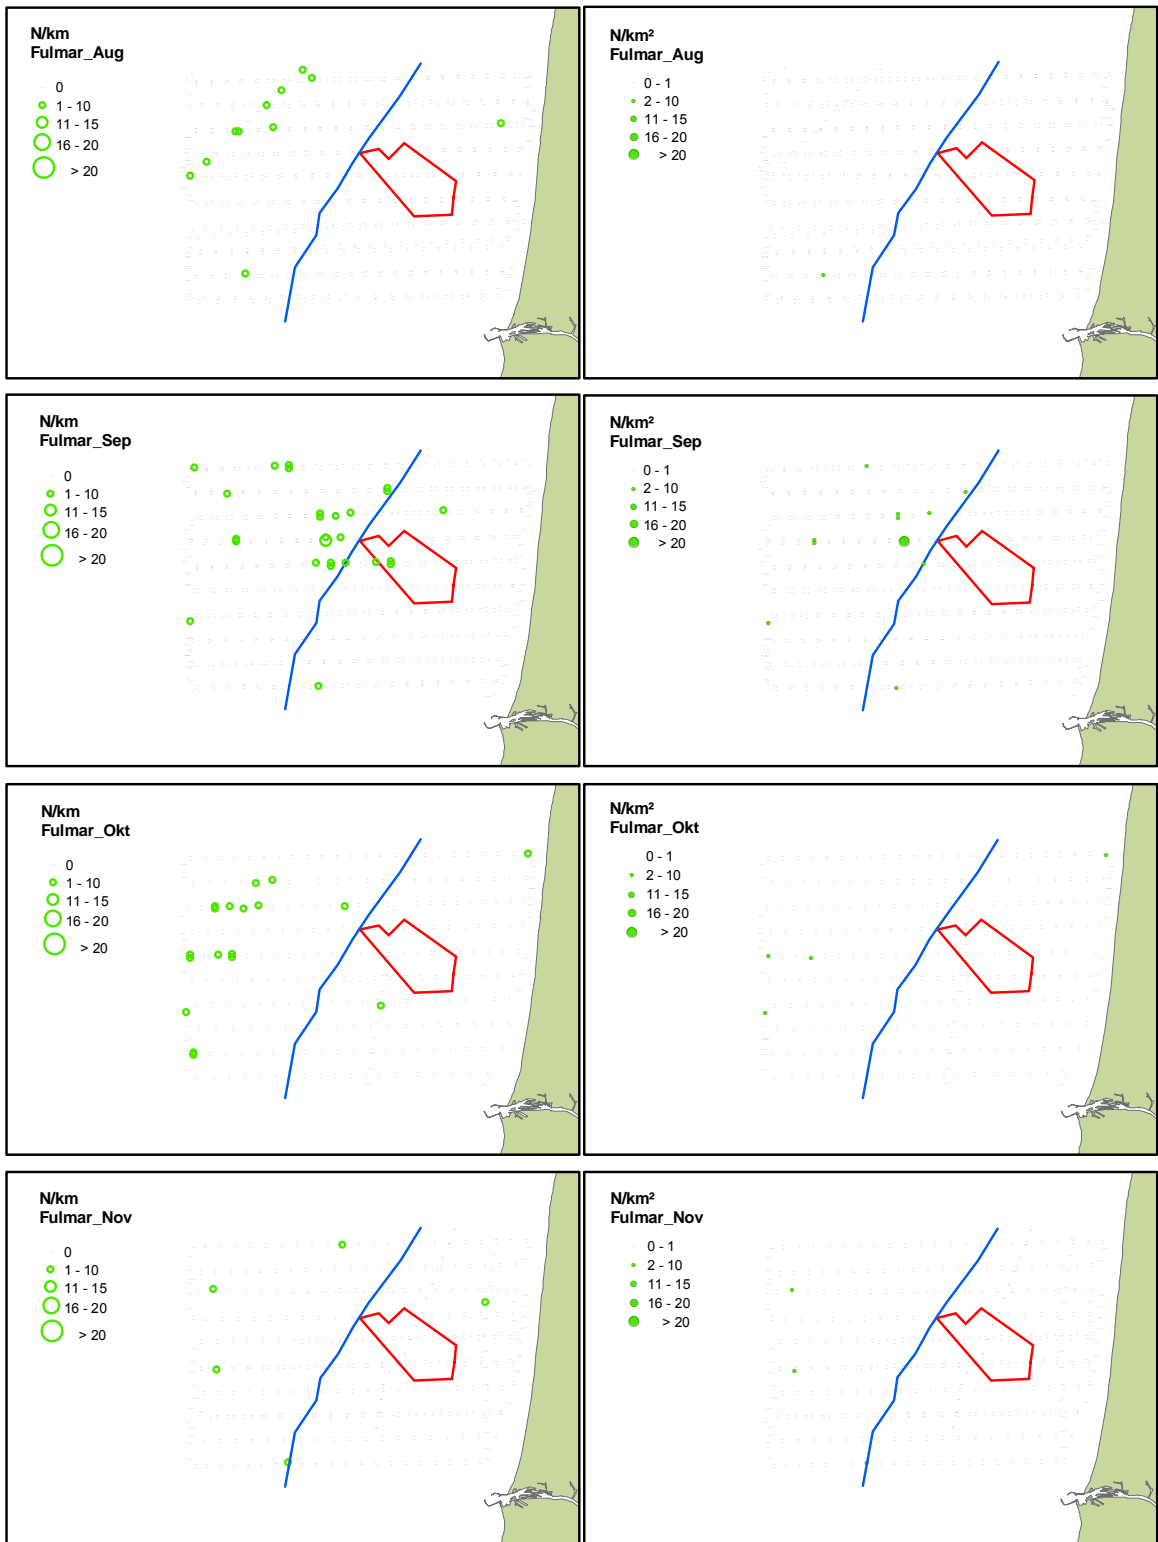 N/km
Fulmar_Aug
0
1 - 10
11 - 15
16 - 20
> 20
N/km²
Fulmar_Aug
0 - 1
2 - 10
11 - 15
16 - 20
> 20
N/km
Fulmar_Sep
0
1 - 10
11 - 15
16 - 20
> 20
N/km²
Fulmar_Sep
0 - 1
2 - 10
11 - 15
16 - 20
> 20
N/km
Fulmar_Okt
0
1 - 10
11 - 15
16 - 20
> 20
N/km²
Fulmar_Okt
0 - 1
2 - 10
11 - 15
16 - 20
> 20
N/km
Fulmar_Nov
0
1 - 10
11 - 15
16 - 20
> 20
N/km²
Fulmar_Nov
0 - 1
2 - 10
11 - 15
16 - 20
> 20